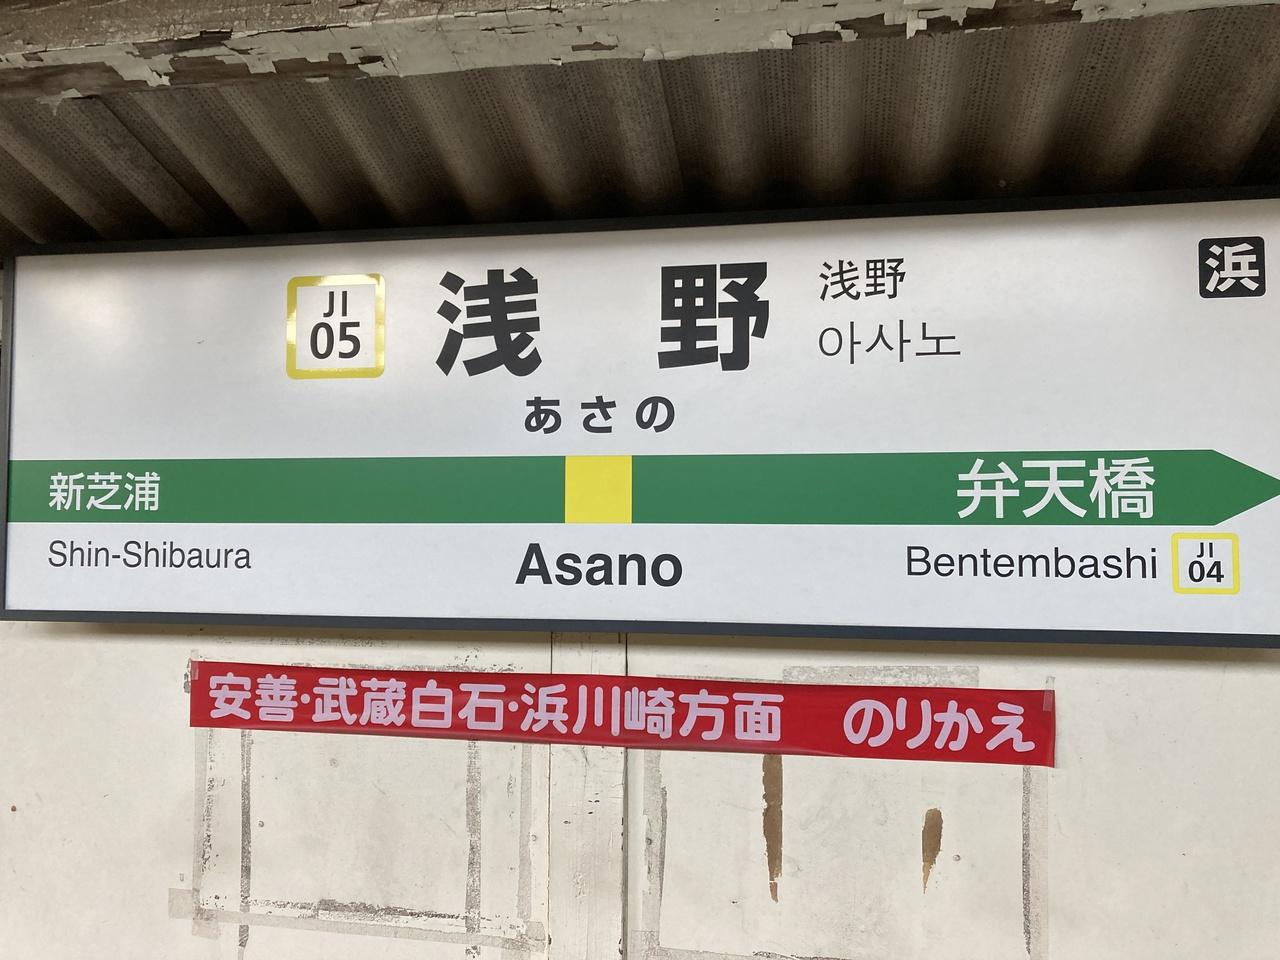 JI
05
浅野
浅野
아사노
浜
あさの
新芝浦
弁天橋
Shin-Shibaura
Asano
Bentembashi
JI
04
安善・武蔵白石・浜川崎方面 のりかえ